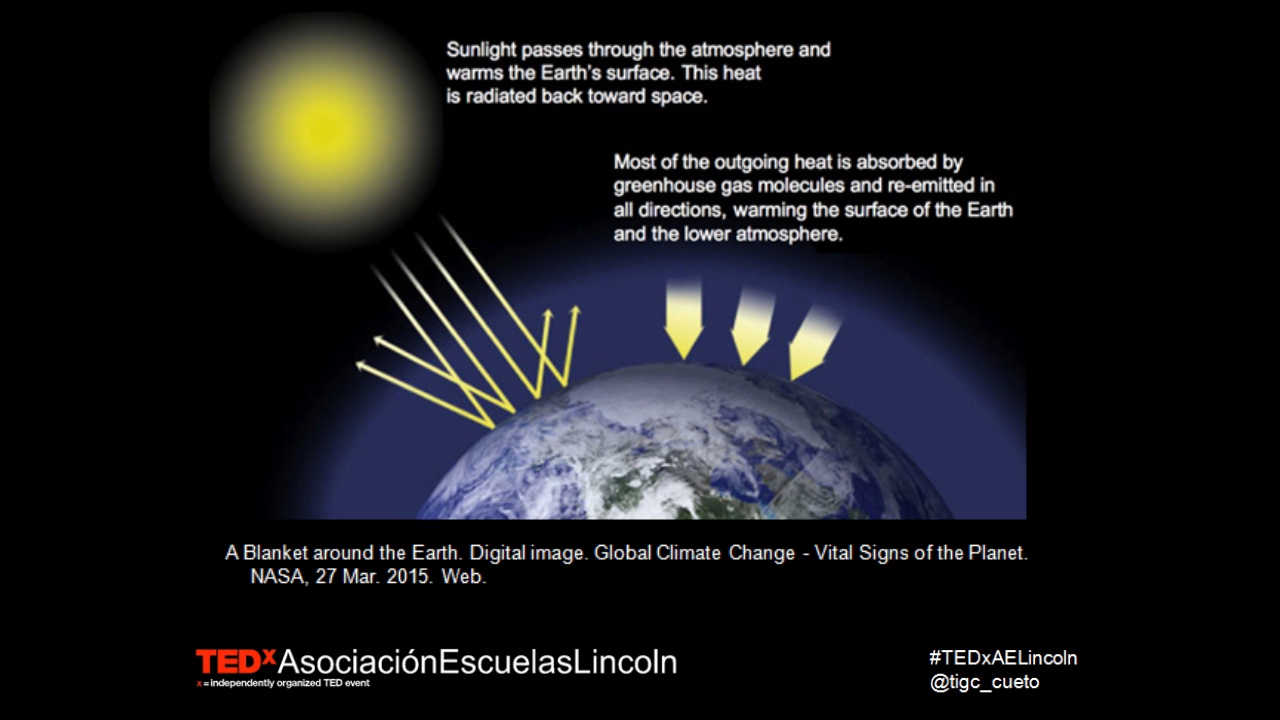 Sunlight passes through the atmosphere and
warms the Earth's surface. This heat
is radiated back toward space.
Most of the outgoing heat is absorbed by
greenhouse gas molecules and re-emitted in
all directions, warming the surface of the Earth
and the lower atmosphere.
A Blanket around the Earth. Digital image. Global Climate Change - Vital Signs of the Planet.
NASA, 27 Mar. 2015. Web.
TEDxAsociaciónEscuelasLincoln
x = independently organized TED event
#TEDxAELincoln
@tigc_cueto